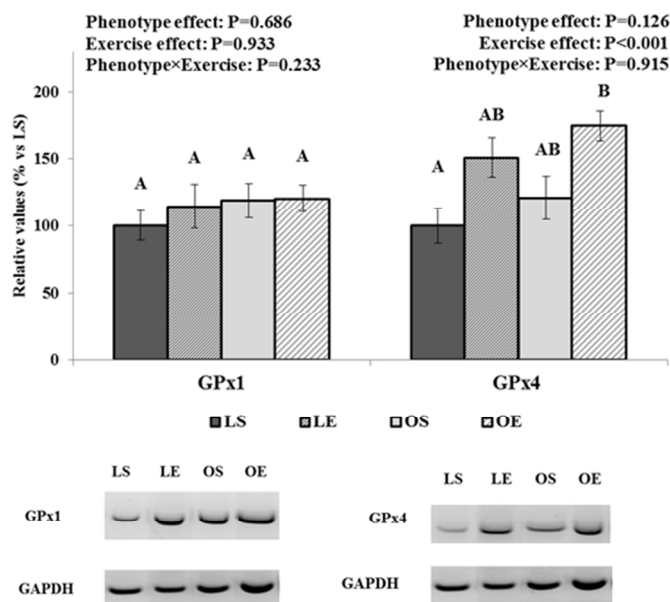 Phenotype effect: P=0.686
Exercise effect: P=0.933
Phenotype×Exercise: P=0.233
Phenotype effect: P=0.126
Exercise effect: P<0.001
Phenotype×Exercise: P=0.915
Relative values (% vs LS)
200
150
100
50
0
A A A A
A AB AB B
GPx1 GPx4
LS LE OS OE
LS LE OS OE
GPx1
GAPDH
LS LE OS OE
GPx4
GAPDH